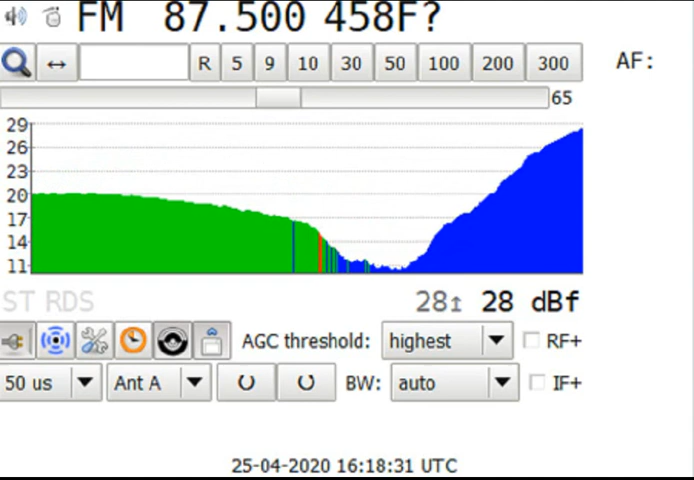 FM 87.500 458F?
R 5 9 10 30 50 100 200 300 AF:
65
29
26
23
20
17
14
11
ST RDS 28↥ 28 dBf
AGC threshold: highest RF+
50 us Ant A BW: auto IF+
25-04-2020 16:18:31 UTC